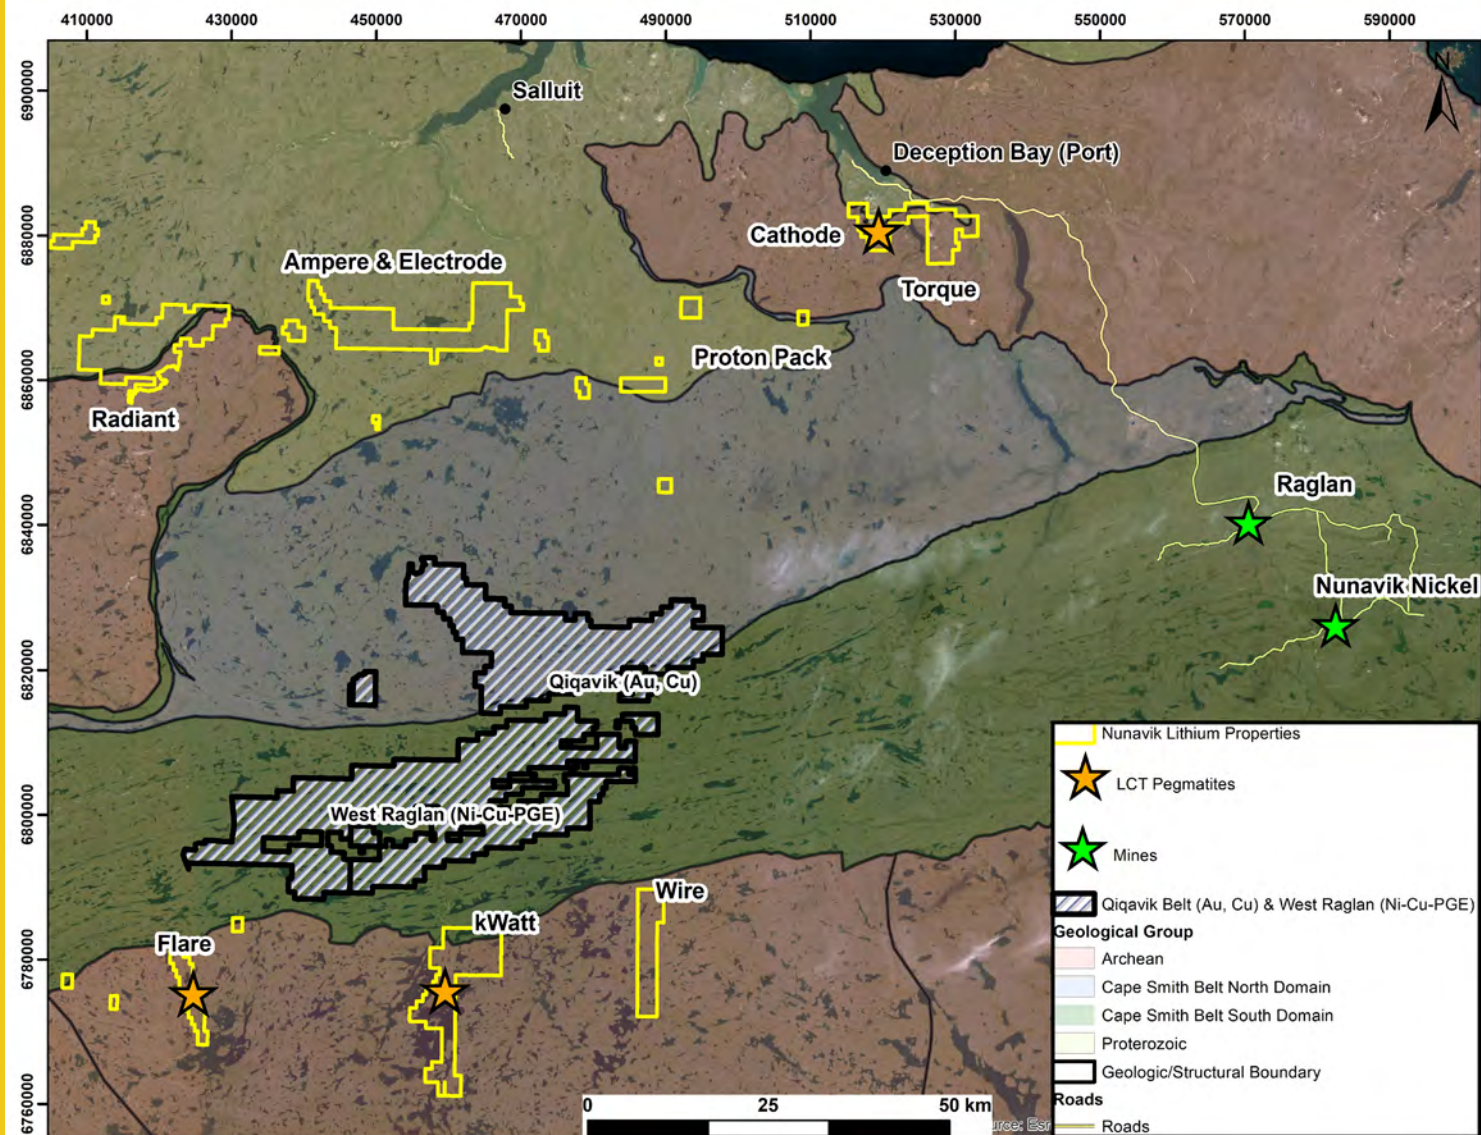 410000 430000 450000 470000 490000 510000 530000 550000 570000 590000
6900000
6880000
6860000
6840000
6820000
6800000
6780000
6760000
N
Salluit
Deception Bay (Port)
Cathode
Ampere & Electrode
Torque
Proton Pack
Radiant
Raglan
Nunavik Nickel
Qiqavik (Au, Cu)
West Raglan (Ni-Cu-PGE)
Wire
kWatt
Flare
Nunavik Lithium Properties
LCT Pegmatites
Mines
Qiqavik Belt (Au, Cu) & West Raglan (Ni-Cu-PGE)
Geological Group
Archean
Cape Smith Belt North Domain
Cape Smith Belt South Domain
Proterozoic
Geologic/Structural Boundary
Roads
Roads
0 25 50 km